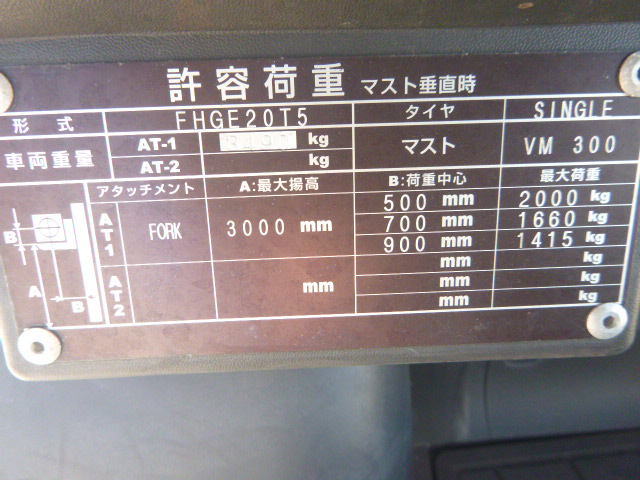 許容荷重 マスト垂直時
形式 FHGE20T5 タイヤ SINGLE
車両重量 AT-1 kg マスト VM 300
AT-2 kg
アタッチメント A:最大揚高 B:荷重中心 最大荷重
AT1 FORK 3000 mm 500 mm 2000 kg
700 mm 1660 kg
900 mm 1415 kg
AT2 mm mm kg
mm kg
mm kg
B
A
B